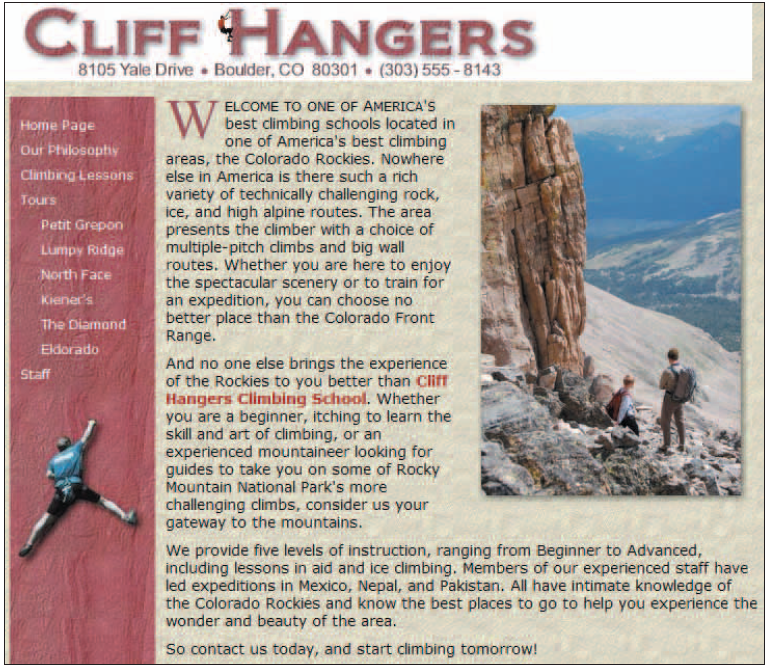 CLIFF HANGERS
8105 Yale Drive • Boulder, CO 80301 • (303) 555 - 8143
Home Page
Our Philosophy
Climbing Lessons
Tours
Petit Grepon
Lumpy Ridge
North Face
Kiener's
The Diamond
Eldorado
Staff
WELCOME TO ONE OF AMERICA'S
best climbing schools located in
one of America's best climbing
areas, the Colorado Rockies. Nowhere
else in America is there such a rich
variety of technically challenging rock,
ice, and high alpine routes. The area
presents the climber with a choice of
multiple-pitch climbs and big wall
routes. Whether you are here to enjoy
the spectacular scenery or to train for
an expedition, you can choose no
better place than the Colorado Front
Range.
And no one else brings the experience
of the Rockies to you better than Cliff
Hangers Climbing School. Whether
you are a beginner, itching to learn the
skill and art of climbing, or an
experienced mountaineer looking for
guides to take you on some of Rocky
Mountain National Park's more
challenging climbs, consider us your
gateway to the mountains.
We provide five levels of instruction, ranging from Beginner to Advanced,
including lessons in aid and ice climbing. Members of our experienced staff have
led expeditions in Mexico, Nepal, and Pakistan. All have intimate knowledge of
the Colorado Rockies and know the best places to go to help you experience the
wonder and beauty of the area.
So contact us today, and start climbing tomorrow!